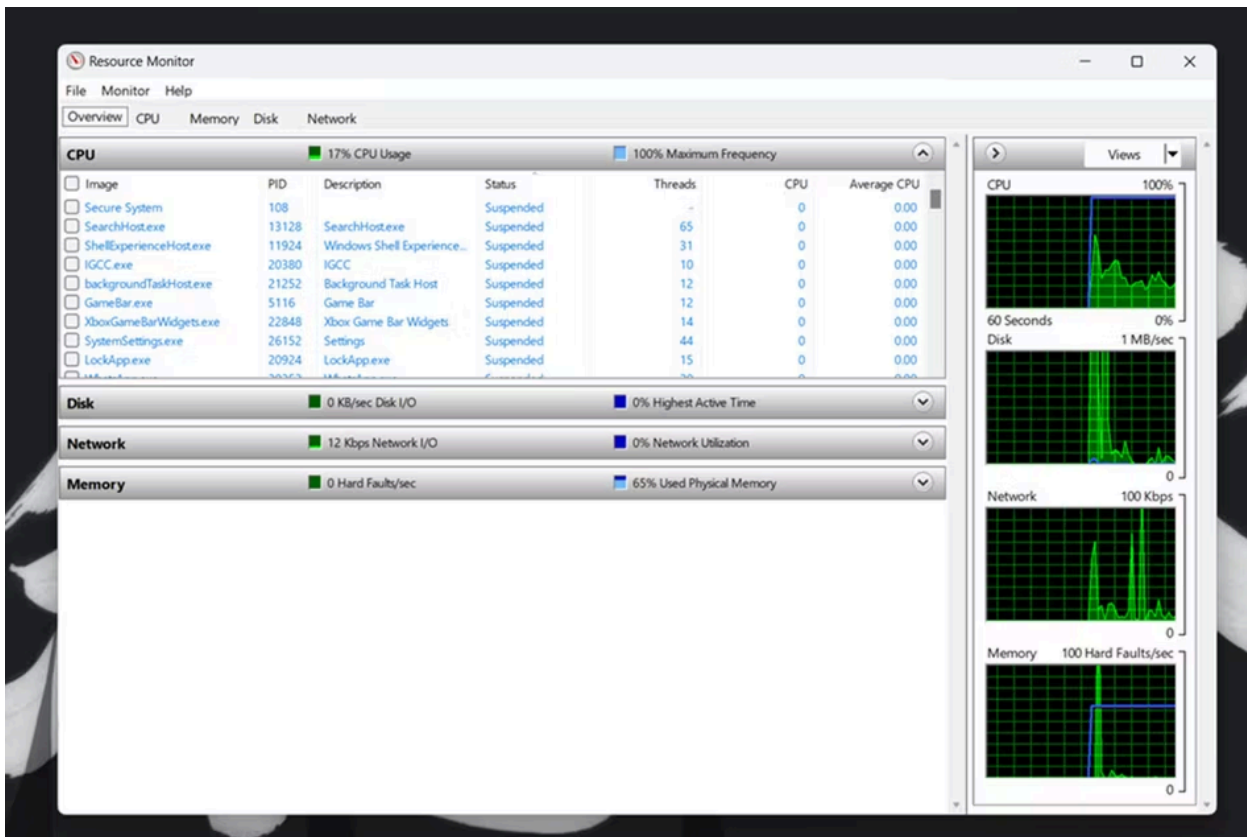 Resource Monitor
File Monitor Help
Overview CPU Memory Disk Network
CPU 17% CPU Usage 100% Maximum Frequency
Image PID Description Status Threads CPU Average CPU
Secure System 108 Suspended - 0 0.00
SearchHost.exe 13128 SearchHost.exe Suspended 65 0 0.00
ShellExperienceHost.exe 11924 Windows Shell Experience... Suspended 31 0 0.00
IGCC.exe 20380 IGCC Suspended 10 0 0.00
backgroundTaskHost.exe 21252 Background Task Host Suspended 12 0 0.00
GameBar.exe 5116 Game Bar Suspended 12 0 0.00
XboxGameBarWidgets.exe 22848 Xbox Game Bar Widgets Suspended 14 0 0.00
SystemSettings.exe 26152 Settings Suspended 44 0 0.00
LockApp.exe 20924 LockApp.exe Suspended 15 0 0.00
Disk 0 KB/sec Disk I/O 0% Highest Active Time
Network 12 Kbps Network I/O 0% Network Utilization
Memory 0 Hard Faults/sec 65% Used Physical Memory
Views
CPU 100%
60 Seconds 0%
Disk 1 MB/sec
0
Network 100 Kbps
0
Memory 100 Hard Faults/sec
0